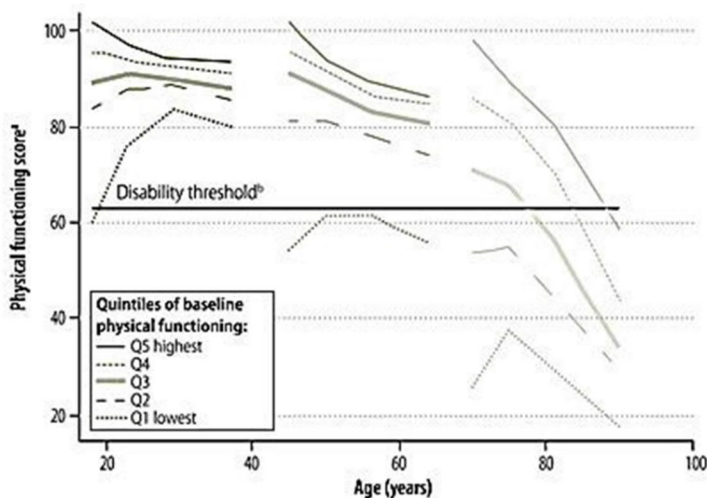 Physical functioning scoreª
100
80
60
40
20
Disability thresholdᵇ
Quintiles of baseline
physical functioning:
Q5 highest
Q4
Q3
Q2
Q1 lowest
20
40
60
80
100
Age (years)